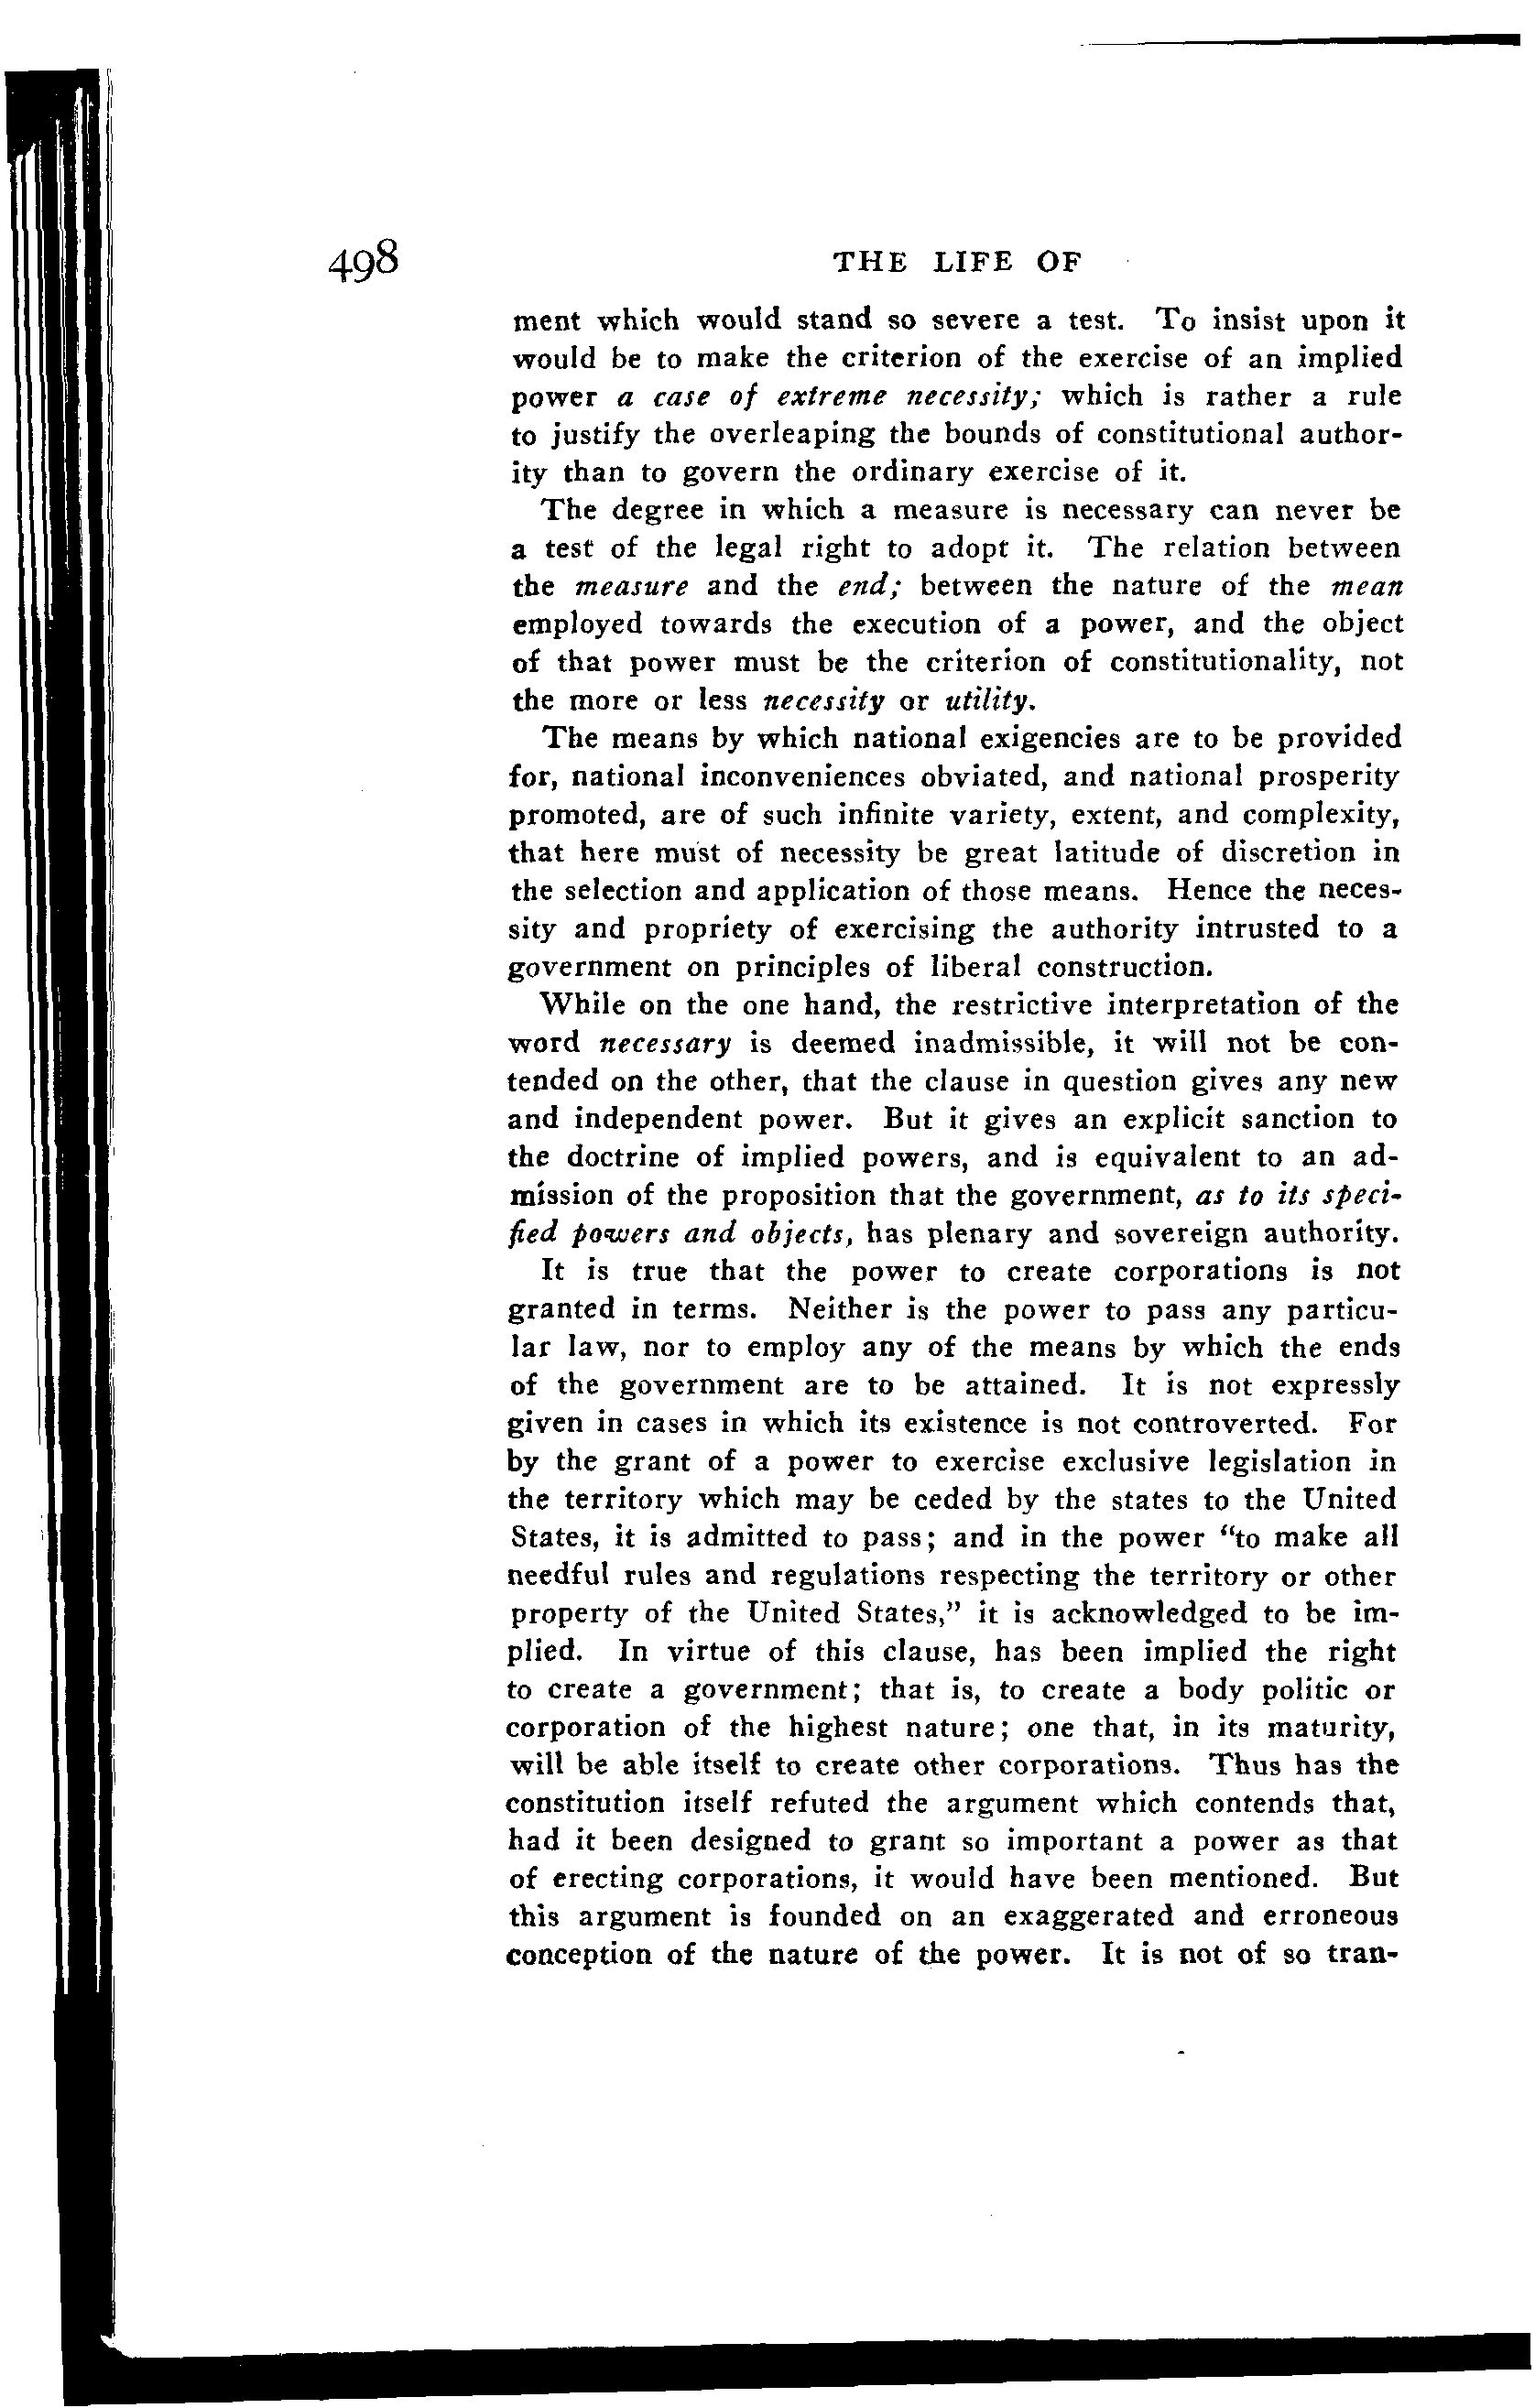 498 THE LIFE OF
ment which would stand so severe a test. To insist upon it
would be to make the criterion of the exercise of an implied
power a case of extreme necessity; which is rather a rule
to justify the overleaping the bounds of constitutional author-
ity than to govern the ordinary exercise of it.
The degree in which a measure is necessary can never be
a test of the legal right to adopt it. The relation between
the measure and the end; between the nature of the mean
employed towards the execution of a power, and the object
of that power must be the criterion of constitutionality, not
the more or less necessity or utility.
The means by which national exigencies are to be provided
for, national inconveniences obviated, and national prosperity
promoted, are of such infinite variety, extent, and complexity,
that here must of necessity be great latitude of discretion in
the selection and application of those means. Hence the neces-
sity and propriety of exercising the authority intrusted to a
government on principles of liberal construction.
While on the one hand, the restrictive interpretation of the
word necessary is deemed inadmissible, it will not be con-
tended on the other, that the clause in question gives any new
and independent power. But it gives an explicit sanction to
the doctrine of implied powers, and is equivalent to an ad-
mission of the proposition that the government, as to its speci-
fied powers and objects, has plenary and sovereign authority.
It is true that the power to create corporations is not
granted in terms. Neither is the power to pass any particu-
lar law, nor to employ any of the means by which the ends
of the government are to be attained. It is not expressly
given in cases in which its existence is not controverted. For
by the grant of a power to exercise exclusive legislation in
the territory which may be ceded by the states to the United
States, it is admitted to pass; and in the power "to make all
needful rules and regulations respecting the territory or other
property of the United States," it is acknowledged to be im-
plied. In virtue of this clause, has been implied the right
to create a government; that is, to create a body politic or
corporation of the highest nature; one that, in its maturity,
will be able itself to create other corporations. Thus has the
constitution itself refuted the argument which contends that,
had it been designed to grant so important a power as that
of erecting corporations, it would have been mentioned. But
this argument is founded on an exaggerated and erroneous
conception of the nature of the power. It is not of so tran-